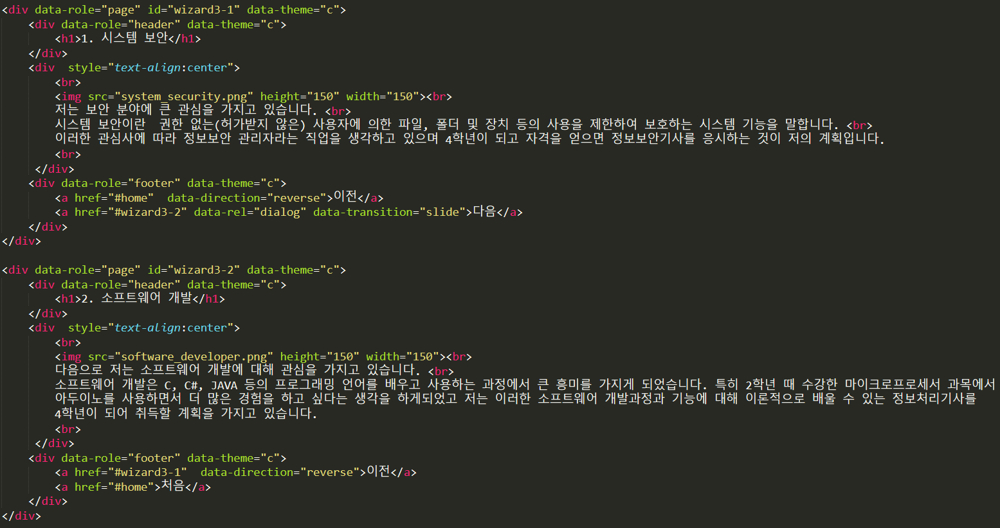 <div data-role="page" id="wizard3-1" data-theme="c">
<div data-role="header" data-theme="c">
<h1>1. 시스템 보안</h1>
</div>
<div  style="text-align:center">
<br>
<img src="system_security.png" height="150" width="150"><br>
저는 보안 분야에 큰 관심을 가지고 있습니다. <br>
시스템 보안이란  권한 없는(허가받지 않은) 사용자에 의한 파일, 폴더 및 장치 등의 사용을 제한하여 보호하는 시스템 기능을 말합니다. <br>
이러한 관심사에 따라 정보보안 관리자라는 직업을 생각하고 있으며 4학년이 되고 자격을 얻으면 정보보안기사를 응시하는 것이 저의 계획입니다.
<br>
</div>
<div data-role="footer" data-theme="c">
<a href="#home"  data-direction="reverse">이전</a>
<a href="#wizard3-2" data-rel="dialog" data-transition="slide">다음</a>
</div>
</div>
<div data-role="page" id="wizard3-2" data-theme="c">
<div data-role="header" data-theme="c">
<h1>2. 소프트웨어 개발</h1>
</div>
<div  style="text-align:center">
<br>
<img src="software_developer.png" height="150" width="150"><br>
다음으로 저는 소프트웨어 개발에 대해 관심을 가지고 있습니다. <br>
소프트웨어 개발은 C, C#, JAVA 등의 프로그래밍 언어를 배우고 사용하는 과정에서 큰 흥미를 가지게 되었습니다. 특히 2학년 때 수강한 마이크로프로세서 과목에서
아두이노를 사용하면서 더 많은 경험을 하고 싶다는 생각을 하게되었고 저는 이러한 소프트웨어 개발과정과 기능에 대해 이론적으로 배울 수 있는 정보처리기사를
4학년이 되어 취득할 계획을 가지고 있습니다.
<br>
</div>
<div data-role="footer" data-theme="c">
<a href="#wizard3-1"  data-direction="reverse">이전</a>
<a href="#home">처음</a>
</div>
</div>